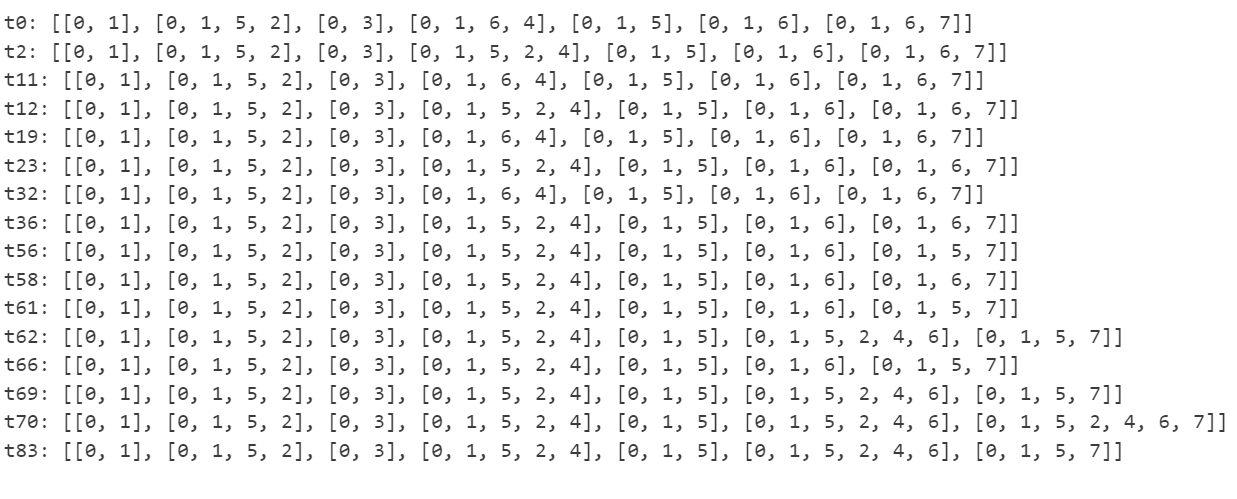 t0: [[0, 1], [0, 1, 5, 2], [0, 3], [0, 1, 6, 4], [0, 1, 5], [0, 1, 6], [0, 1, 6, 7]]
t2: [[0, 1], [0, 1, 5, 2], [0, 3], [0, 1, 5, 2, 4], [0, 1, 5], [0, 1, 6], [0, 1, 6, 7]]
t11: [[0, 1], [0, 1, 5, 2], [0, 3], [0, 1, 6, 4], [0, 1, 5], [0, 1, 6], [0, 1, 6, 7]]
t12: [[0, 1], [0, 1, 5, 2], [0, 3], [0, 1, 5, 2, 4], [0, 1, 5], [0, 1, 6], [0, 1, 6, 7]]
t19: [[0, 1], [0, 1, 5, 2], [0, 3], [0, 1, 6, 4], [0, 1, 5], [0, 1, 6], [0, 1, 6, 7]]
t23: [[0, 1], [0, 1, 5, 2], [0, 3], [0, 1, 5, 2, 4], [0, 1, 5], [0, 1, 6], [0, 1, 6, 7]]
t32: [[0, 1], [0, 1, 5, 2], [0, 3], [0, 1, 6, 4], [0, 1, 5], [0, 1, 6], [0, 1, 6, 7]]
t36: [[0, 1], [0, 1, 5, 2], [0, 3], [0, 1, 5, 2, 4], [0, 1, 5], [0, 1, 6], [0, 1, 6, 7]]
t56: [[0, 1], [0, 1, 5, 2], [0, 3], [0, 1, 5, 2, 4], [0, 1, 5], [0, 1, 6], [0, 1, 5, 7]]
t58: [[0, 1], [0, 1, 5, 2], [0, 3], [0, 1, 5, 2, 4], [0, 1, 5], [0, 1, 6], [0, 1, 6, 7]]
t61: [[0, 1], [0, 1, 5, 2], [0, 3], [0, 1, 5, 2, 4], [0, 1, 5], [0, 1, 6], [0, 1, 5, 7]]
t62: [[0, 1], [0, 1, 5, 2], [0, 3], [0, 1, 5, 2, 4], [0, 1, 5], [0, 1, 5, 2, 4, 6], [0, 1, 5, 7]]
t66: [[0, 1], [0, 1, 5, 2], [0, 3], [0, 1, 5, 2, 4], [0, 1, 5], [0, 1, 6], [0, 1, 5, 7]]
t69: [[0, 1], [0, 1, 5, 2], [0, 3], [0, 1, 5, 2, 4], [0, 1, 5], [0, 1, 5, 2, 4, 6], [0, 1, 5, 7]]
t70: [[0, 1], [0, 1, 5, 2], [0, 3], [0, 1, 5, 2, 4], [0, 1, 5], [0, 1, 5, 2, 4, 6], [0, 1, 5, 2, 4, 6, 7]]
t83: [[0, 1], [0, 1, 5, 2], [0, 3], [0, 1, 5, 2, 4], [0, 1, 5], [0, 1, 5, 2, 4, 6], [0, 1, 5, 7]]